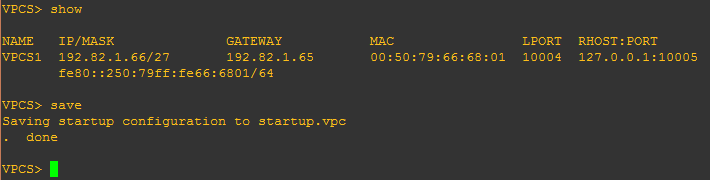 VPCS> show
NAME   IP/MASK              GATEWAY           MAC                LPORT  RHOST:PORT
VPCS1  192.82.1.66/27       192.82.1.65       00:50:79:66:68:01  10004  127.0.0.1:10005
       fe80::250:79ff:fe66:6801/64
VPCS> save
Saving startup configuration to startup.vpc
.  done
VPCS>